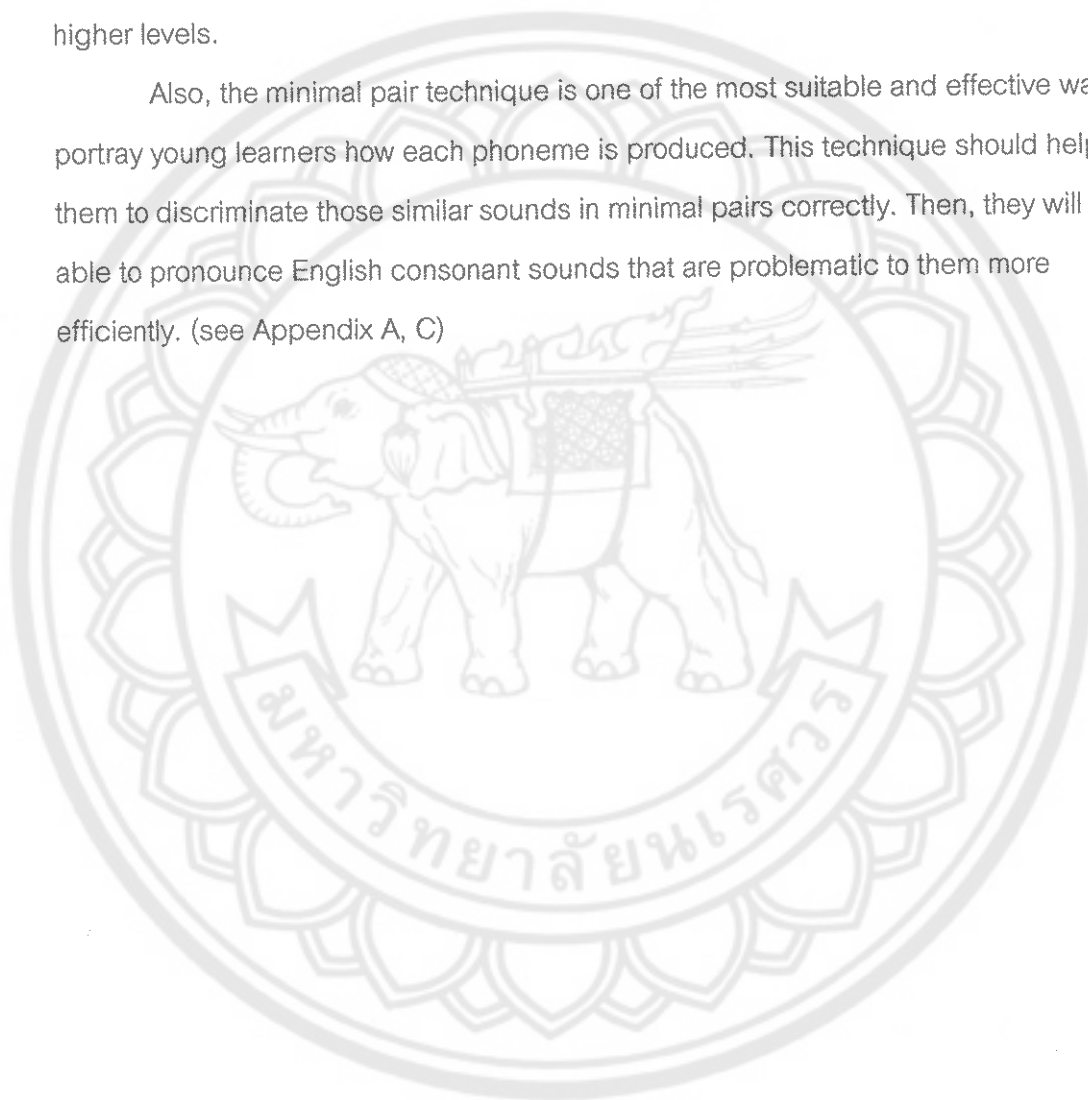 higher levels.
Also, the minimal pair technique is one of the most suitable and effective
portray young learners how each phoneme is produced. This technique should
them to discriminate those similar sounds in minimal pairs correctly. Then, they will
able to pronounce English consonant sounds that are problematic to them more
efficiently. (see Appendix A, C)
มหาวิทยาลัยนเรศวร